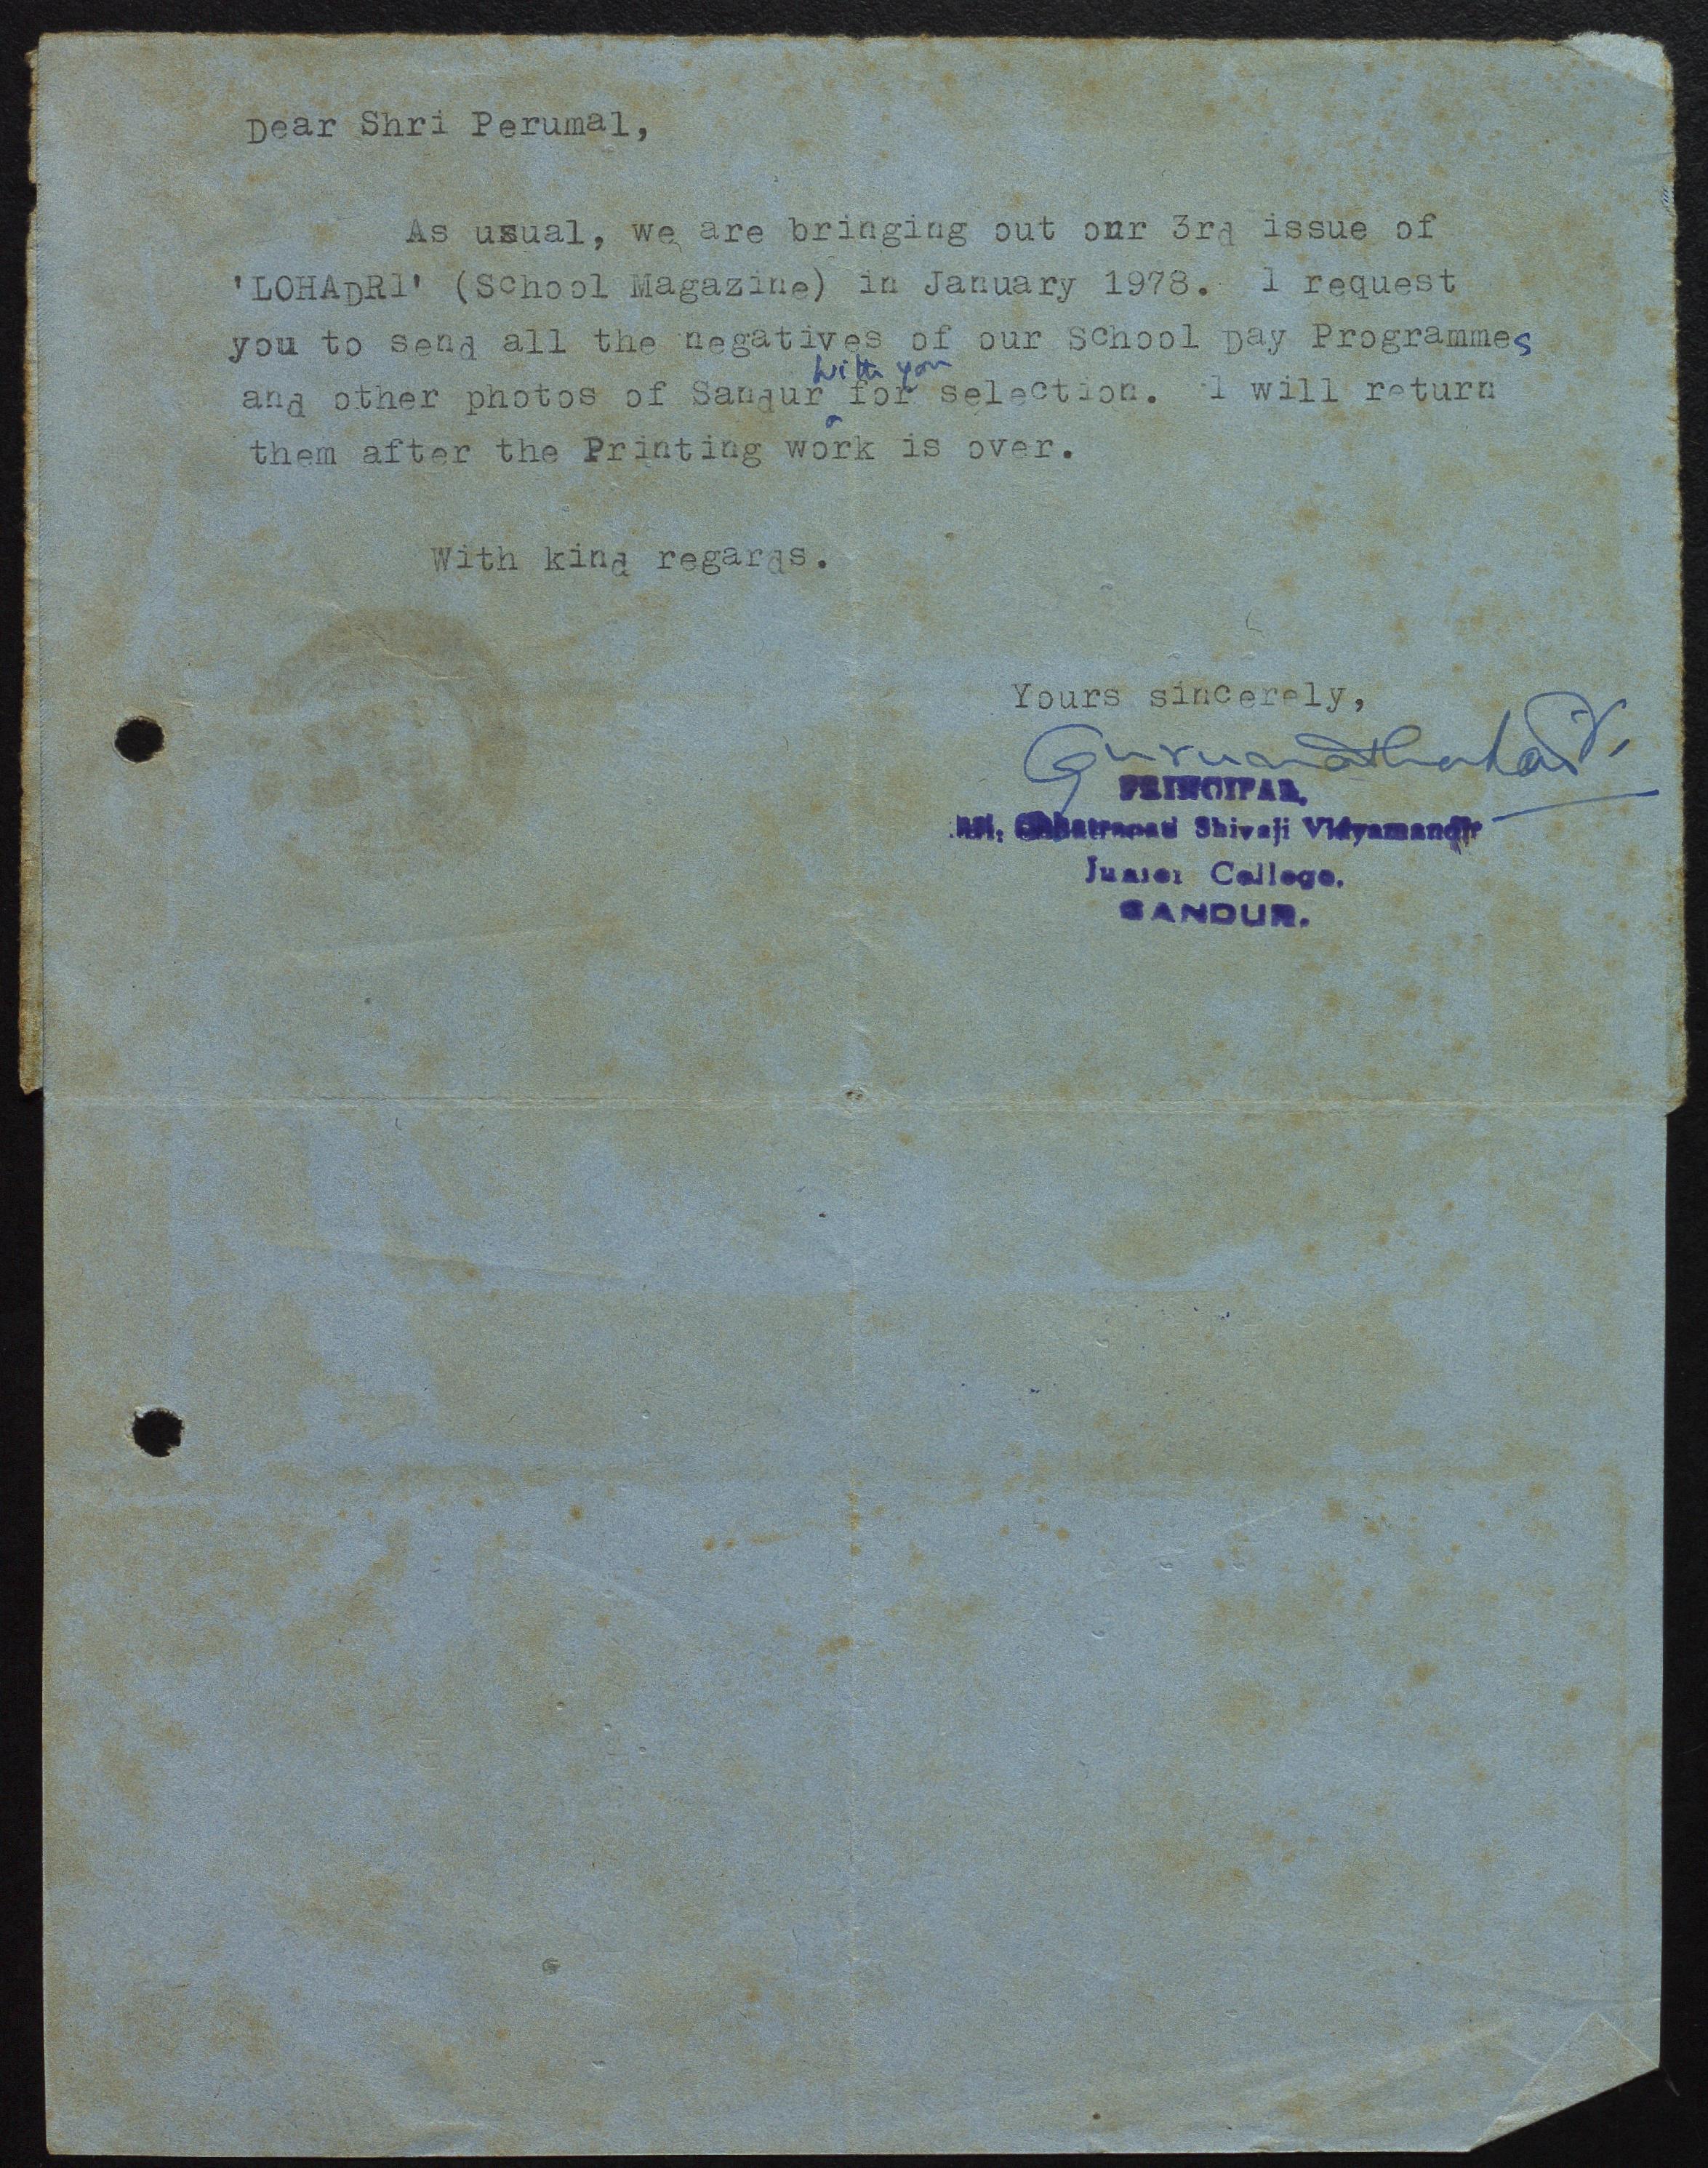 Dear Shri Perumal,
As usual, we are bringing out our 3rd issue of
'LOHADRI' (School Magazine) in January 1978. I request
you to send all the negatives of our School Day Programmes
with you
and other photos of Sandur for selection. I will return
them after the Printing work is over.
With kind regards.
Yours sincerely,
PRINCIPAL,
Chhatrapati Shivaji Vidyamandir
Junior College.
SANDUR.